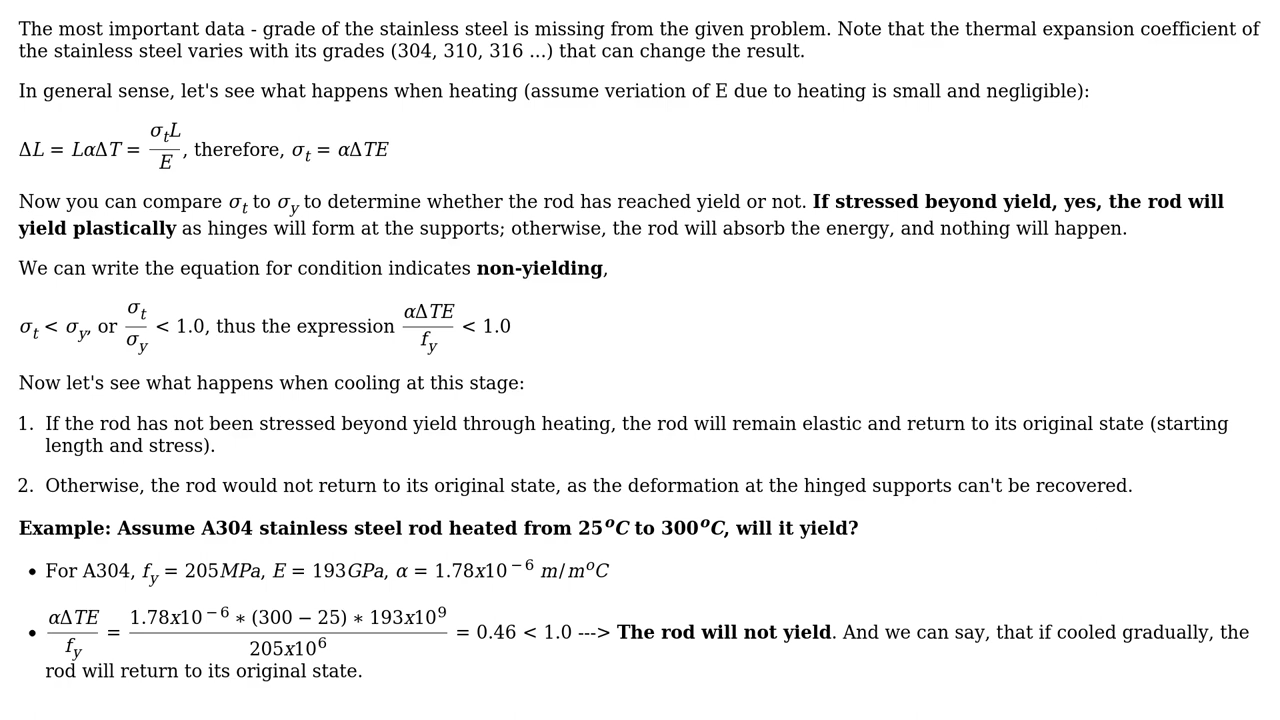 The most important data - grade of the stainless steel is missing from the given problem. Note that the thermal expansion coefficient of
the stainless steel varies with its grades (304, 310, 316 ...) that can change the result.
In general sense, let's see what happens when heating (assume veriation of E due to heating is small and negligible):
ΔL = LαΔT = σ_t L / E, therefore, σ_t = αΔTE
Now you can compare σ_t to σ_y to determine whether the rod has reached yield or not. If stressed beyond yield, yes, the rod will
yield plastically as hinges will form at the supports; otherwise, the rod will absorb the energy, and nothing will happen.
We can write the equation for condition indicates non-yielding,
σ_t < σ_y, or σ_t / σ_y < 1.0, thus the expression αΔTE / f_y < 1.0
Now let's see what happens when cooling at this stage:
1. If the rod has not been stressed beyond yield through heating, the rod will remain elastic and return to its original state (starting
length and stress).
2. Otherwise, the rod would not return to its original state, as the deformation at the hinged supports can't be recovered.
Example: Assume A304 stainless steel rod heated from 25°C to 300°C, will it yield?
• For A304, f_y = 205MPa, E = 193GPa, α = 1.78x10^−6 m/m°C
• αΔTE / f_y = 1.78x10^−6 * (300 − 25) * 193x10^9 / 205x10^6 = 0.46 < 1.0 ---> The rod will not yield. And we can say, that if cooled gradually, the
rod will return to its original state.